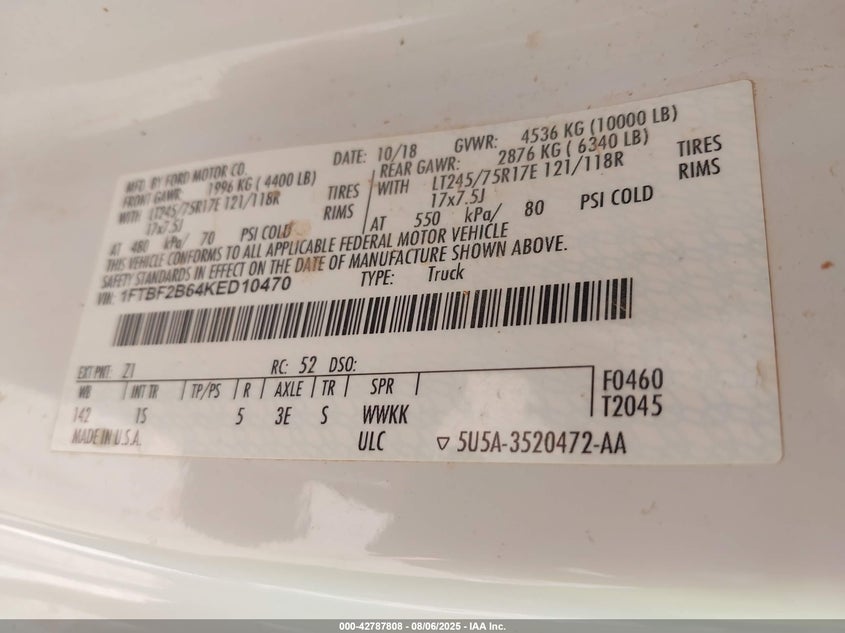 MFD. BY FORD MOTOR CO. DATE: 10/18 GVWR: 4536 KG (10000 LB)
FRONT GAWR: 1996 KG ( 4400 LB) REAR GAWR: 2876 KG ( 6340 LB)
WITH LT245/75R17E 121/118R TIRES WITH LT245/75R17E 121/118R TIRES
17x7.5J RIMS 17x7.5J RIMS
AT 480 kPa/ 70 PSI COLD AT 550 kPa/ 80 PSI COLD
THIS VEHICLE CONFORMS TO ALL APPLICABLE FEDERAL MOTOR VEHICLE
SAFETY STANDARDS IN EFFECT ON THE DATE OF MANUFACTURE SHOWN ABOVE.
VIN: 1FTBF2B64KED10470 TYPE: Truck
EXT PNT: Z1 RC: 52 DSO:
WB INT TR TP/PS R AXLE TR SPR F0460
142 IS 5 3E S WWKK T2045
MADE IN U.S.A. ULC ▽ 5U5A-3520472-AA
000-42787808 - 08/06/2025 - IAA Inc.